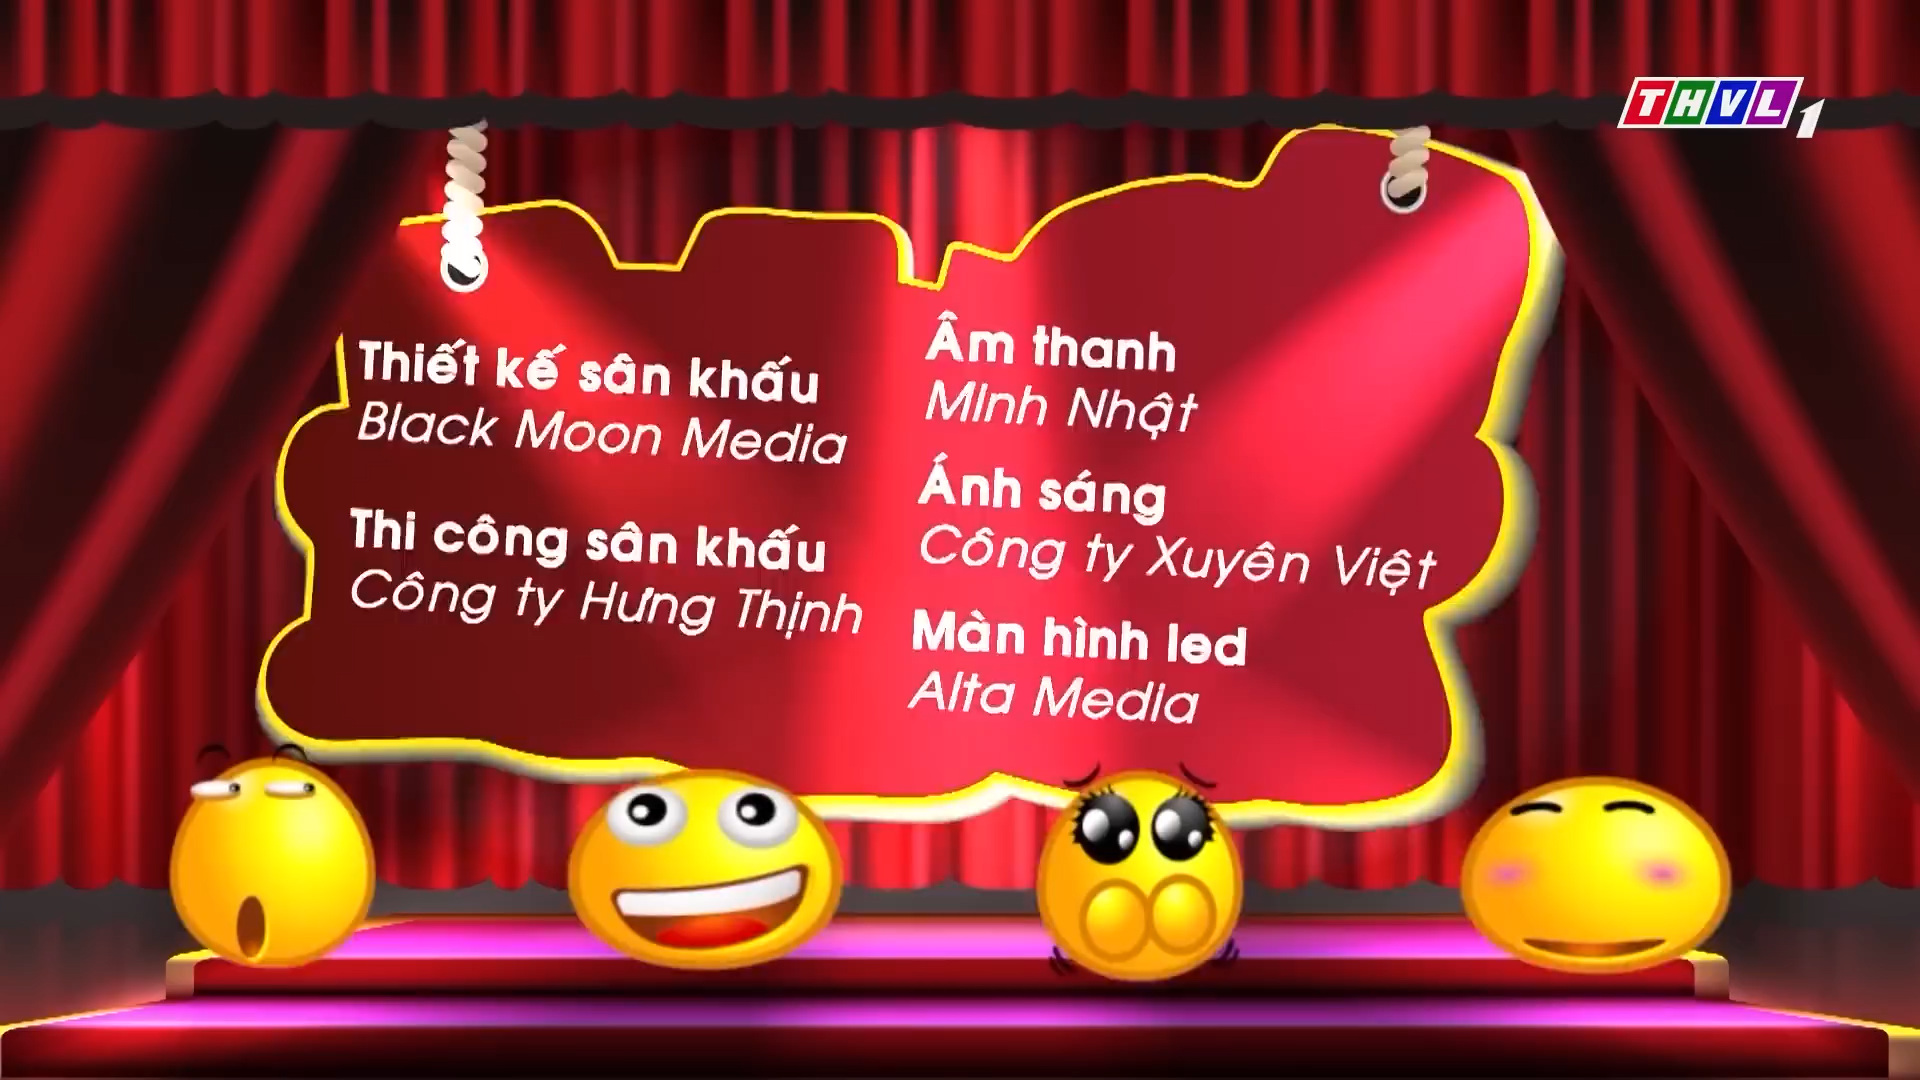 THVL1
Thiết kế sân khấu
Black Moon Media
Thi công sân khấu
Công ty Hưng Thịnh
Âm thanh
Minh Nhật
Ánh sáng
Công ty Xuyên Việt
Màn hình led
Alta Media